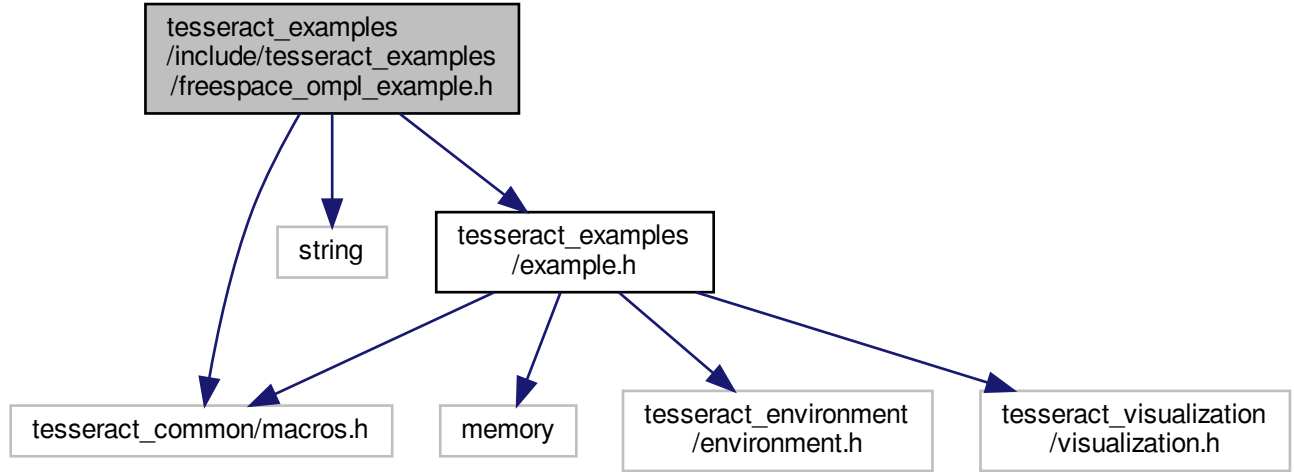 tesseract_examples
/include/tesseract_examples
/freespace_ompl_example.h
string
tesseract_examples
/example.h
tesseract_common/macros.h
memory
tesseract_environment
/environment.h
tesseract_visualization
/visualization.h